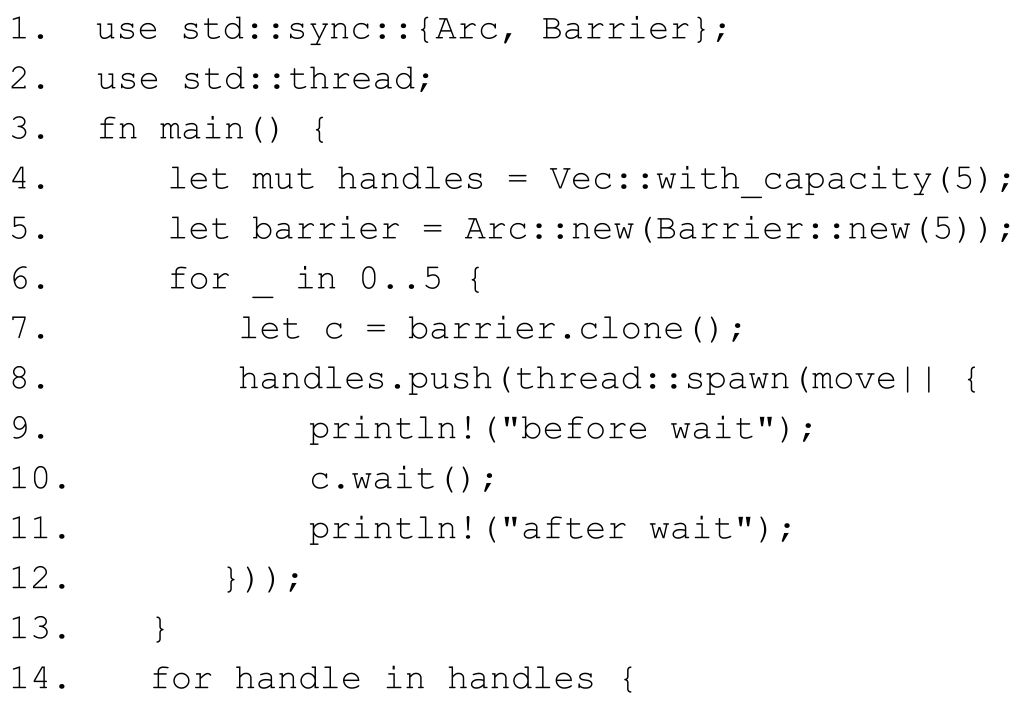 1. use std::sync::{Arc, Barrier};
2. use std::thread;
3. fn main() {
4. let mut handles = Vec::with_capacity(5);
5. let barrier = Arc::new(Barrier::new(5));
6. for _ in 0..5 {
7. let c = barrier.clone();
8. handles.push(thread::spawn(move|| {
9. println!("before wait");
10. c.wait();
11. println!("after wait");
12. }));
13. }
14. for handle in handles {